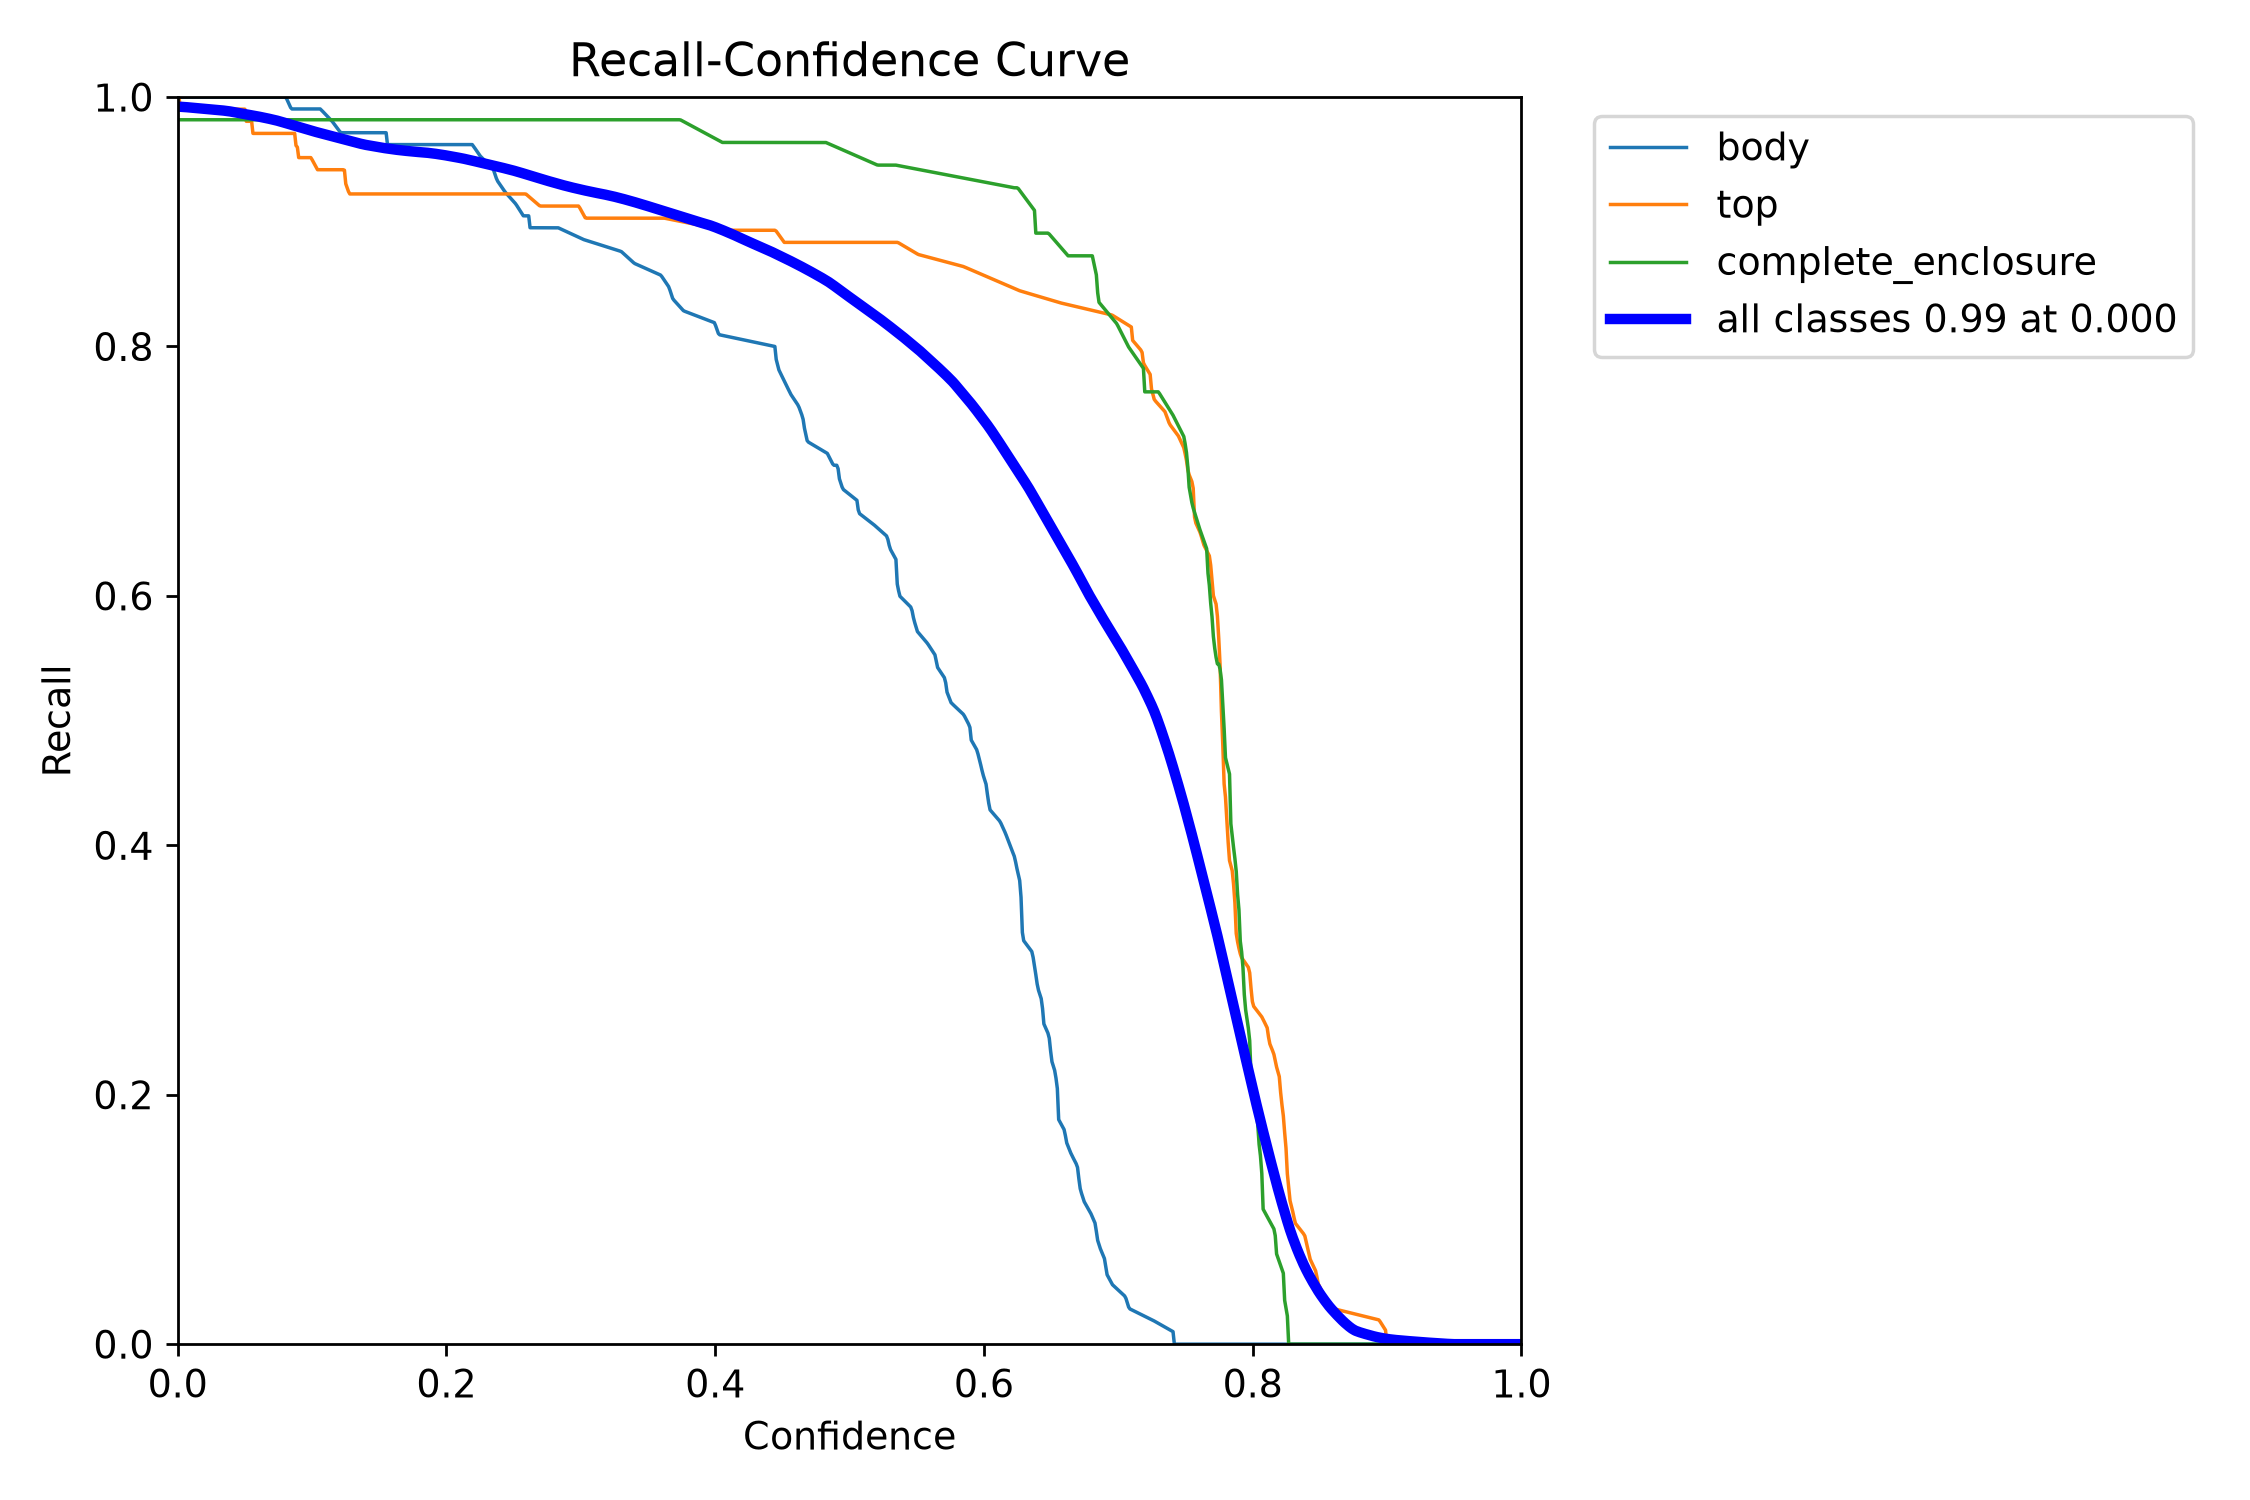 Recall-Confidence Curve
1.0
0.8
0.6
0.4
0.2
0.0
Recall
0.0 0.2 0.4 0.6 0.8 1.0
Confidence
body
top
complete_enclosure
all classes 0.99 at 0.000